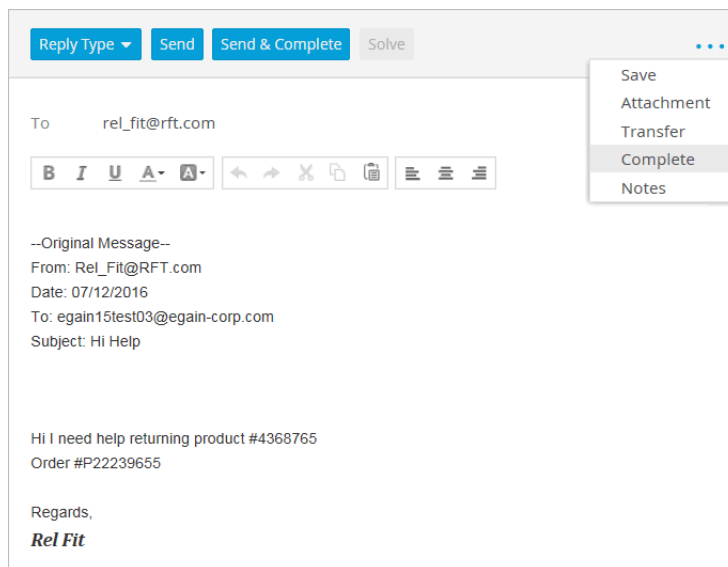 Reply Type Send Send & Complete Solve
Save
Attachment
Transfer
Complete
Notes
To rel_fit@rft.com
B I U A A
--Original Message--
From: Rel_Fit@RFT.com
Date: 07/12/2016
To: egain15test03@egain-corp.com
Subject: Hi Help
Hi I need help returning product #4368765
Order #P22239655
Regards,
Rel Fit